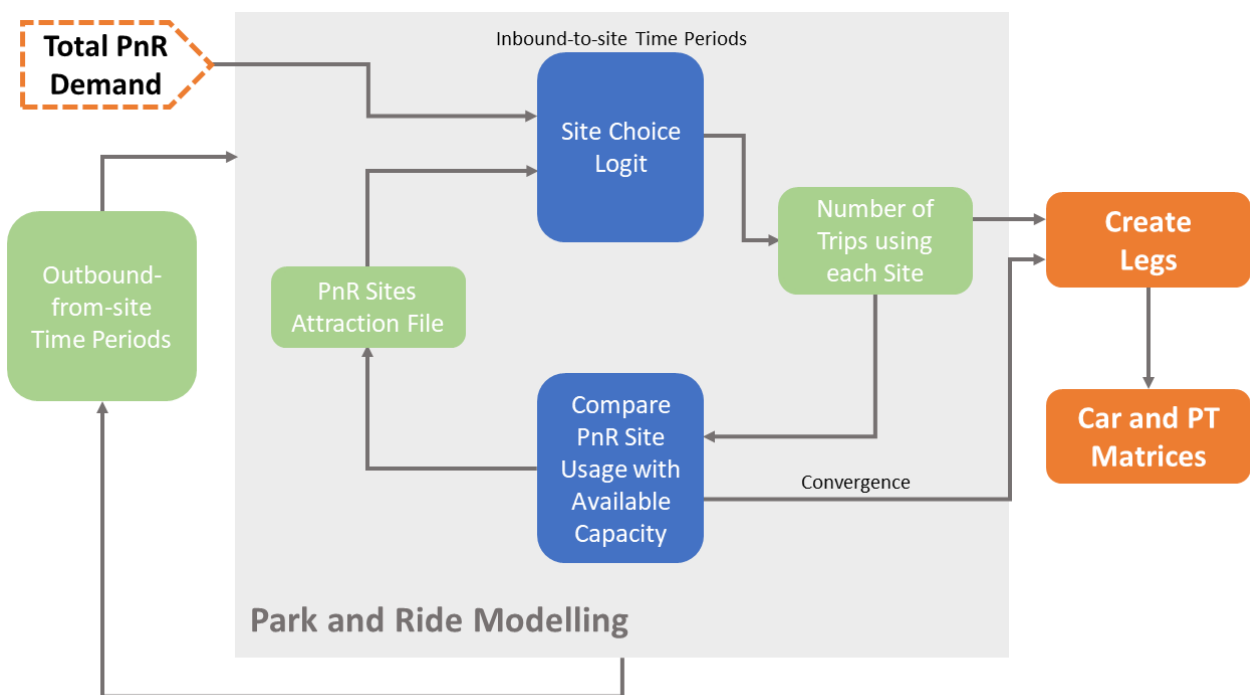 Total PnR
Demand
Inbound-to-site Time Periods
Site Choice
Logit
Number of
Trips using
each Site
Create
Legs
Outbound-
from-site
Time Periods
PnR Sites
Attraction File
Compare
PnR Site
Usage with
Available
Capacity
Car and PT
Matrices
Convergence
Park and Ride Modelling